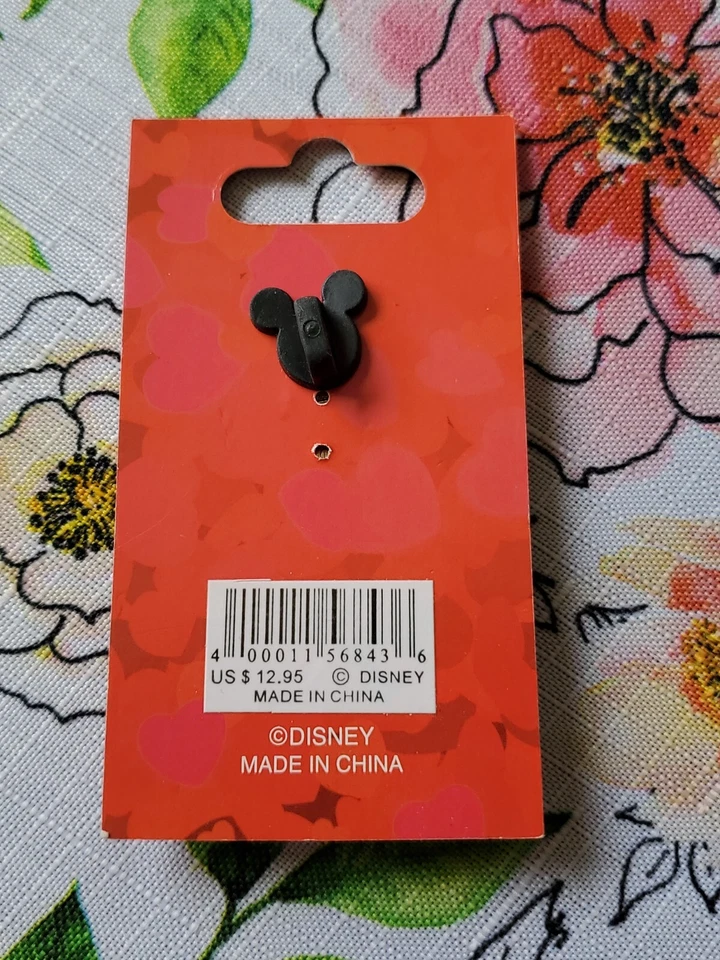 4 00011 56843 6
US $ 12.95 © DISNEY
MADE IN CHINA
©DISNEY
MADE IN CHINA